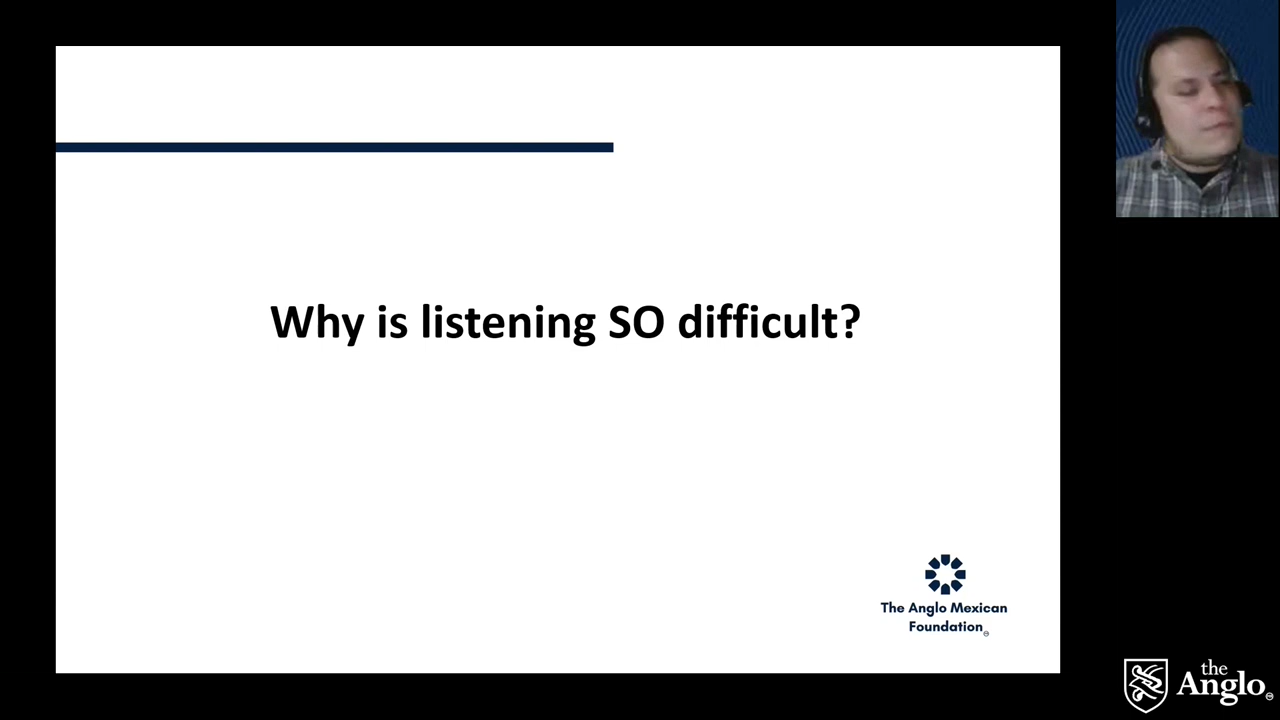 Why is listening SO difficult?
The Anglo Mexican
Foundation
the
Anglo